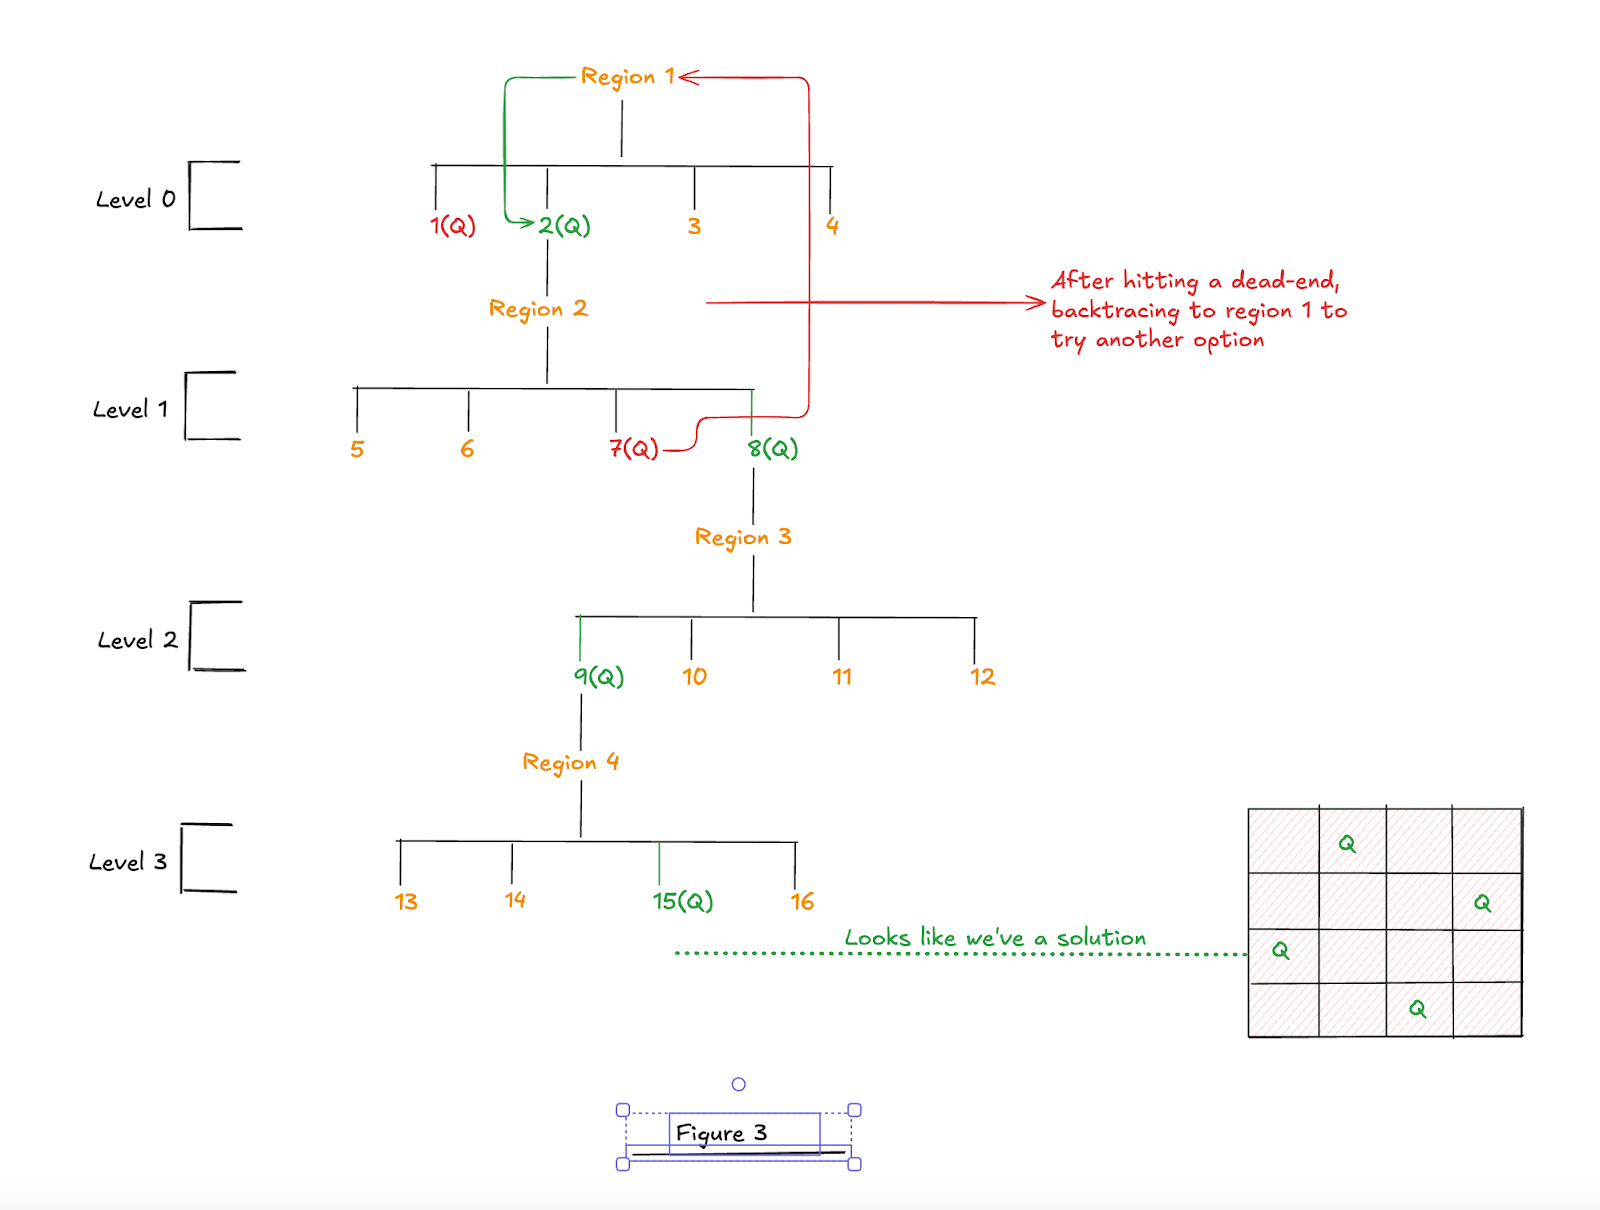 Region 1
Level 0
1(Q)
2(Q)
3
4
After hitting a dead-end,
backtracing to region 1 to
try another option
Region 2
Level 1
5
6
7(Q)
8(Q)
Region 3
Level 2
9(Q)
10
11
12
Region 4
Level 3
13
14
15(Q)
16
Looks like we've a solution
Q
Q
Q
Q
Figure 3